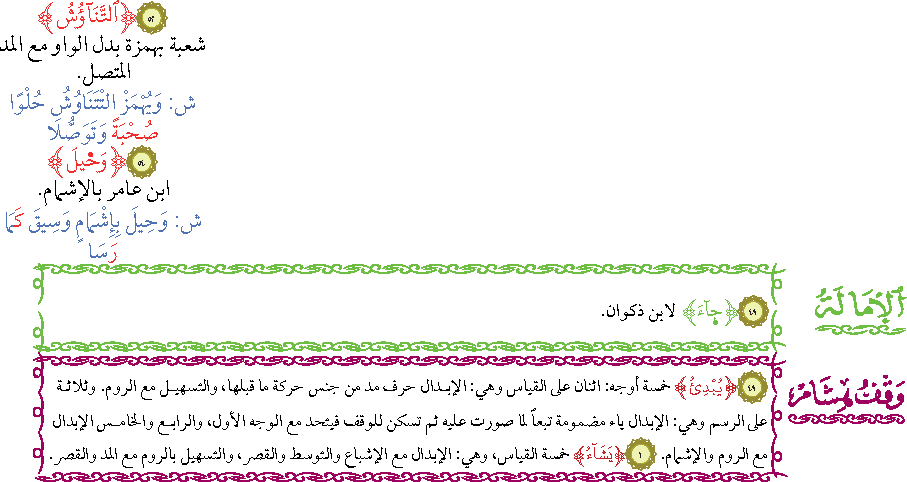 ﴿ٱلتَّنَآؤُشُ﴾ ٥٢
شعبة بهمزة بدل الواو مع المد
المتصل.
ش: وَيُهْمَزُ التَّنَاوُشُ حُلْوًا
صُحْبَةً وَتَوَصُّلَا
﴿وَحِيلَ﴾ ٥٤
ابن عامر بالإشمام.
ش: وَحِيلَ بِإِشْمَامٍ وَسِيقَ كَمَا
رَسَا
ٱلْإِمَالَةُ
٤٩ ﴿جَآءَ﴾ لابن ذكوان.
وَقْفُ هِشَامٍ
٤٩ ﴿يُبْدِئُ﴾ خمسة أوجه: اثنان على القياس وهي: الإبدال حرف مد من جنس حركة ما قبلها، والتسهيل مع الروم. وثلاثة
على الرسم وهي: الإبدال ياء مضمومة تبعاً لما صورت عليه ثم تسكن للوقف فيتحد مع الوجه الأول، والرابع والخامس الإبدال
مع الروم والإشمام. ١ ﴿يَشَآءُ﴾ خمسة القياس، وهي: الإبدال مع الإشباع والتوسط والقصر، والتسهيل بالروم مع المد والقصر.